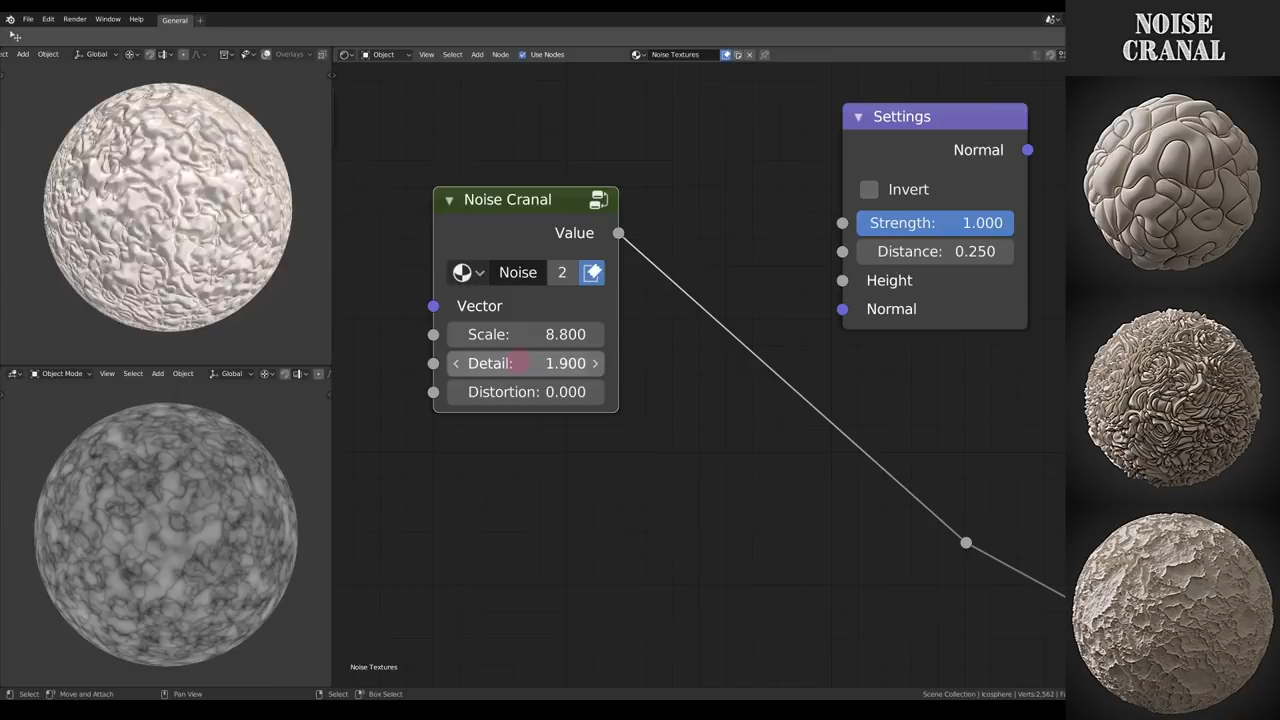 File Edit Render Window Help General +
Add Object Global Overlays
Object View Select Add Node Use Nodes Noise Textures
NOISE
CRANAL
Settings
Normal
Invert
Strength: 1.000
Distance: 0.250
Height
Normal
Noise Cranal
Value
Noise 2
Vector
Scale: 8.800
Detail: 1.900
Distortion: 0.000
Object Mode View Select Add Object Global
Noise Textures
Select Move and Attach Pan View Select Box Select Scene Collection | Icosphere | Verts:2,562 |